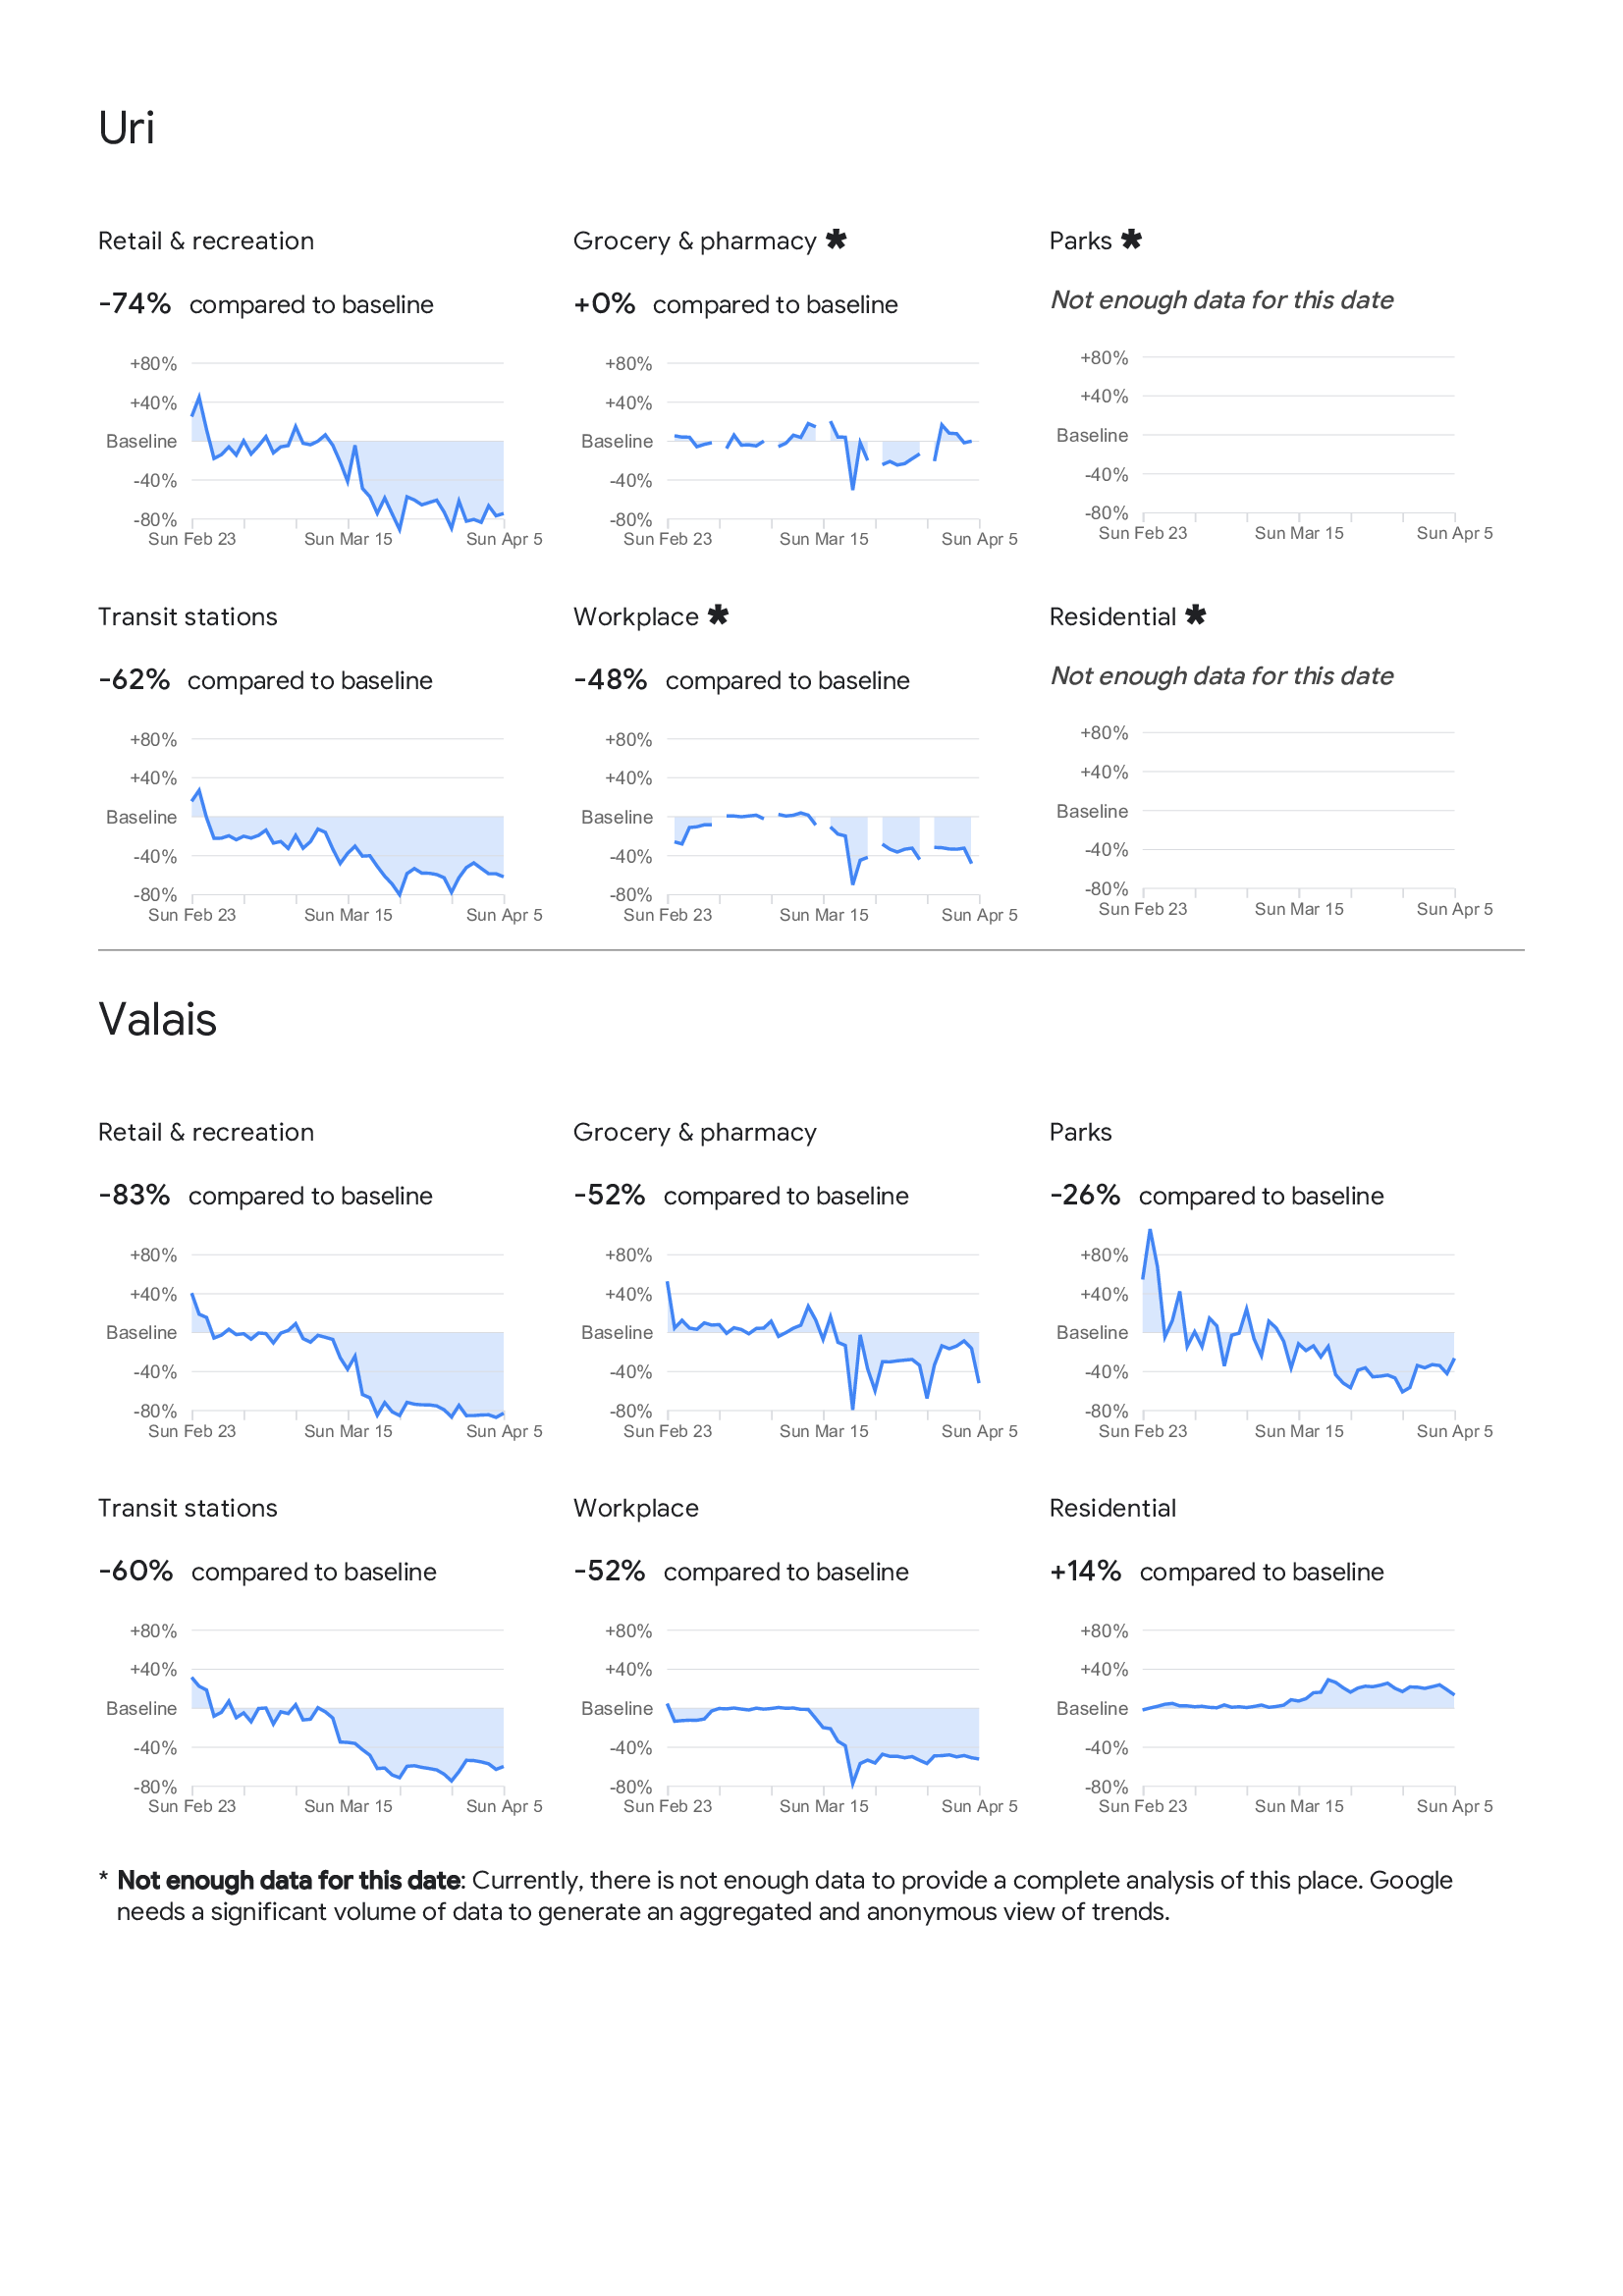 Uri
Retail & recreation
-74% compared to baseline
+80%
+40%
Baseline
-40%
-80%
Sun Feb 23 Sun Mar 15 Sun Apr 5
Grocery & pharmacy *
+0% compared to baseline
+80%
+40%
Baseline
-40%
-80%
Sun Feb 23 Sun Mar 15 Sun Apr 5
Parks *
Not enough data for this date
+80%
+40%
Baseline
-40%
-80%
Sun Feb 23 Sun Mar 15 Sun Apr 5
Transit stations
-62% compared to baseline
+80%
+40%
Baseline
-40%
-80%
Sun Feb 23 Sun Mar 15 Sun Apr 5
Workplace *
-48% compared to baseline
+80%
+40%
Baseline
-40%
-80%
Sun Feb 23 Sun Mar 15 Sun Apr 5
Residential *
Not enough data for this date
+80%
+40%
Baseline
-40%
-80%
Sun Feb 23 Sun Mar 15 Sun Apr 5
Valais
Retail & recreation
-83% compared to baseline
+80%
+40%
Baseline
-40%
-80%
Sun Feb 23 Sun Mar 15 Sun Apr 5
Grocery & pharmacy
-52% compared to baseline
+80%
+40%
Baseline
-40%
-80%
Sun Feb 23 Sun Mar 15 Sun Apr 5
Parks
-26% compared to baseline
+80%
+40%
Baseline
-40%
-80%
Sun Feb 23 Sun Mar 15 Sun Apr 5
Transit stations
-60% compared to baseline
+80%
+40%
Baseline
-40%
-80%
Sun Feb 23 Sun Mar 15 Sun Apr 5
Workplace
-52% compared to baseline
+80%
+40%
Baseline
-40%
-80%
Sun Feb 23 Sun Mar 15 Sun Apr 5
Residential
+14% compared to baseline
+80%
+40%
Baseline
-40%
-80%
Sun Feb 23 Sun Mar 15 Sun Apr 5
* Not enough data for this date: Currently, there is not enough data to provide a complete analysis of this place. Google
needs a significant volume of data to generate an aggregated and anonymous view of trends.